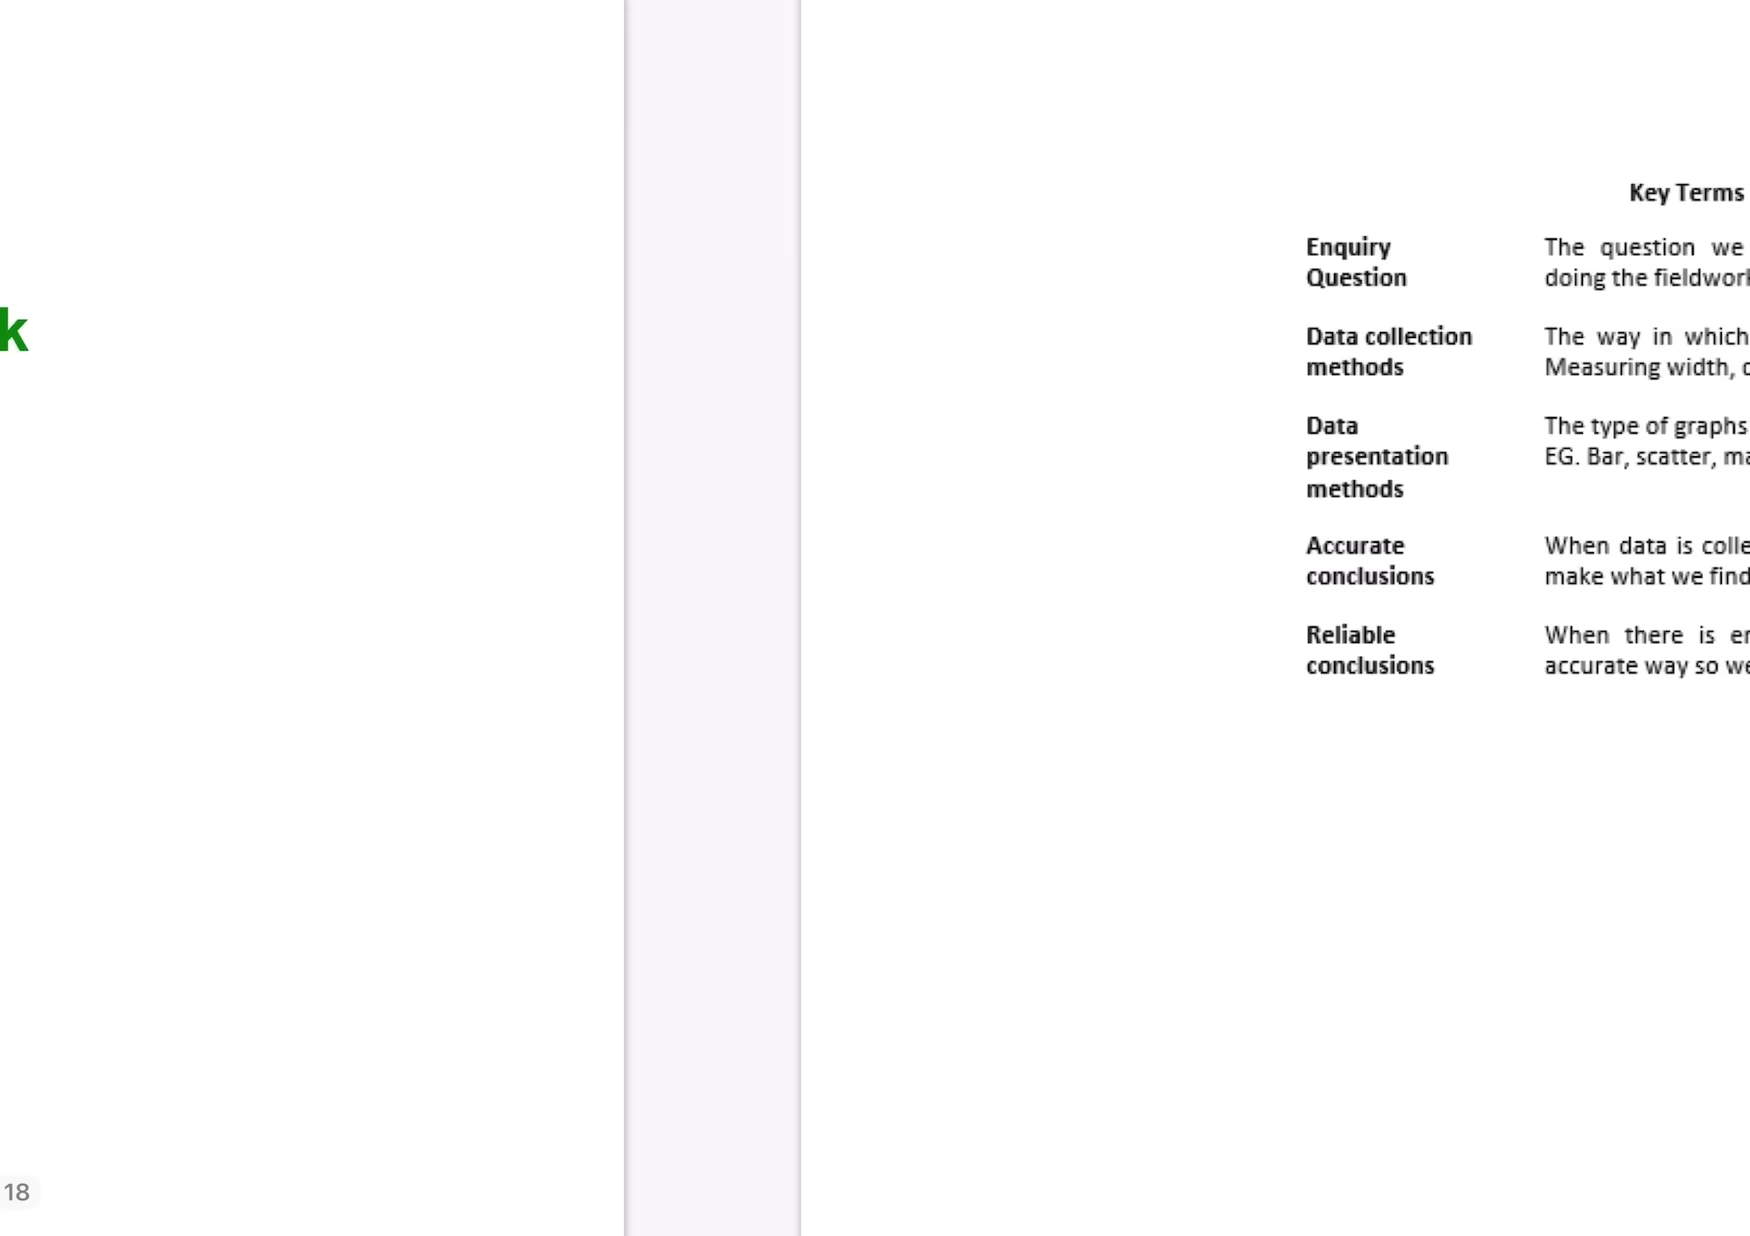 k
18
Key Terms
Enquiry
Question
The question we
doing the fieldwork
Data collection
methods
The way in which
Measuring width,
Data
presentation
methods
The type of graphs
EG. Bar, scatter,
Accurate
conclusions
When data is
make what we find
Reliable
conclusions
When there is
accurate way so we